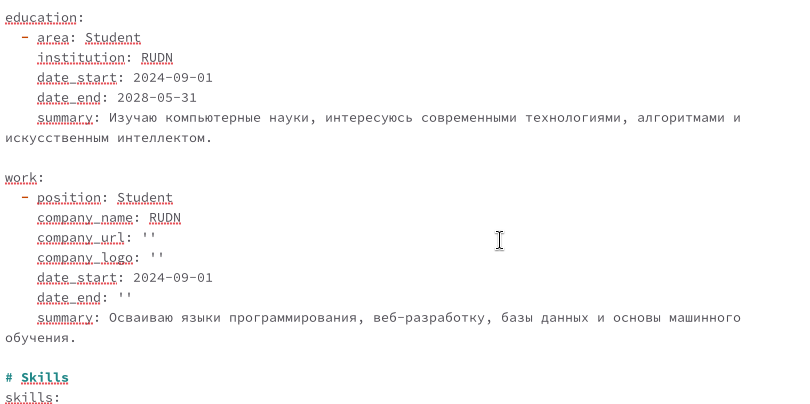 education:
  - area: Student
    institution: RUDN
    date_start: 2024-09-01
    date_end: 2028-05-31
    summary: Изучаю компьютерные науки, интересуюсь современными технологиями, алгоритмами и
искусственным интеллектом.

work:
  - position: Student
    company_name: RUDN
    company_url: ''
    company_logo: ''
    date_start: 2024-09-01
    date_end: ''
    summary: Осваиваю языки программирования, веб-разработку, базы данных и основы машинного
обучения.

# Skills
skills: